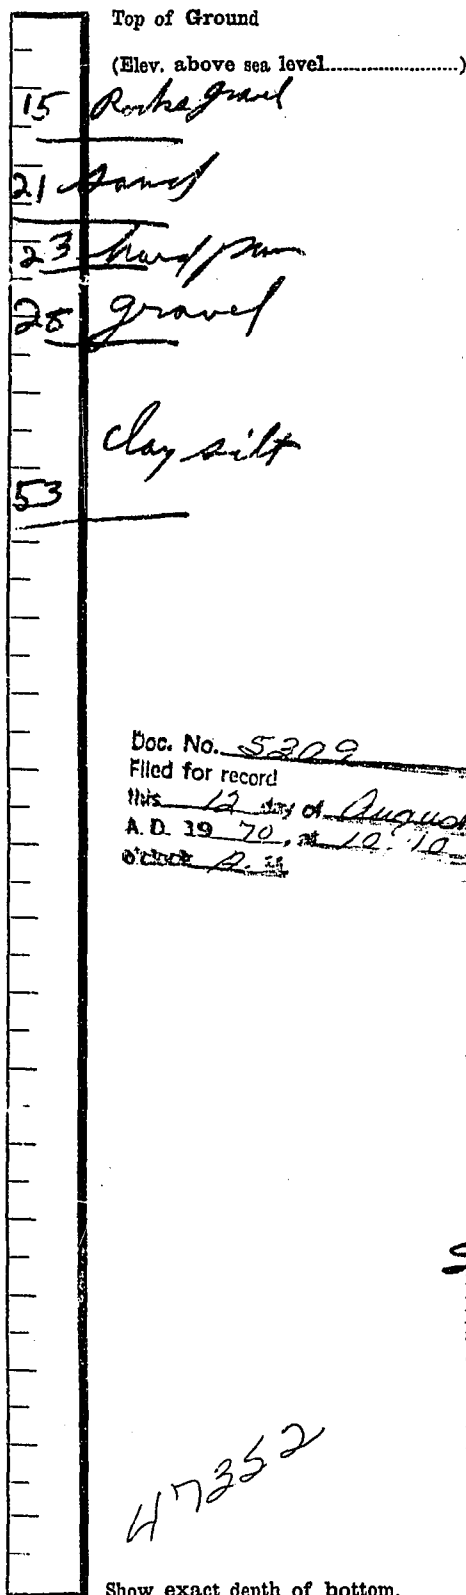 Top of Ground
(Elev. above sea level......................)
15 Rocks gravel
21 sand
23 hard pan
28 gravel
clay silt
53
Doc. No. 5209
Filed for record
this 12 day of August
A.D. 19 70, at 10:10
o'clock A. M
47352
Show exact depth of bottom.